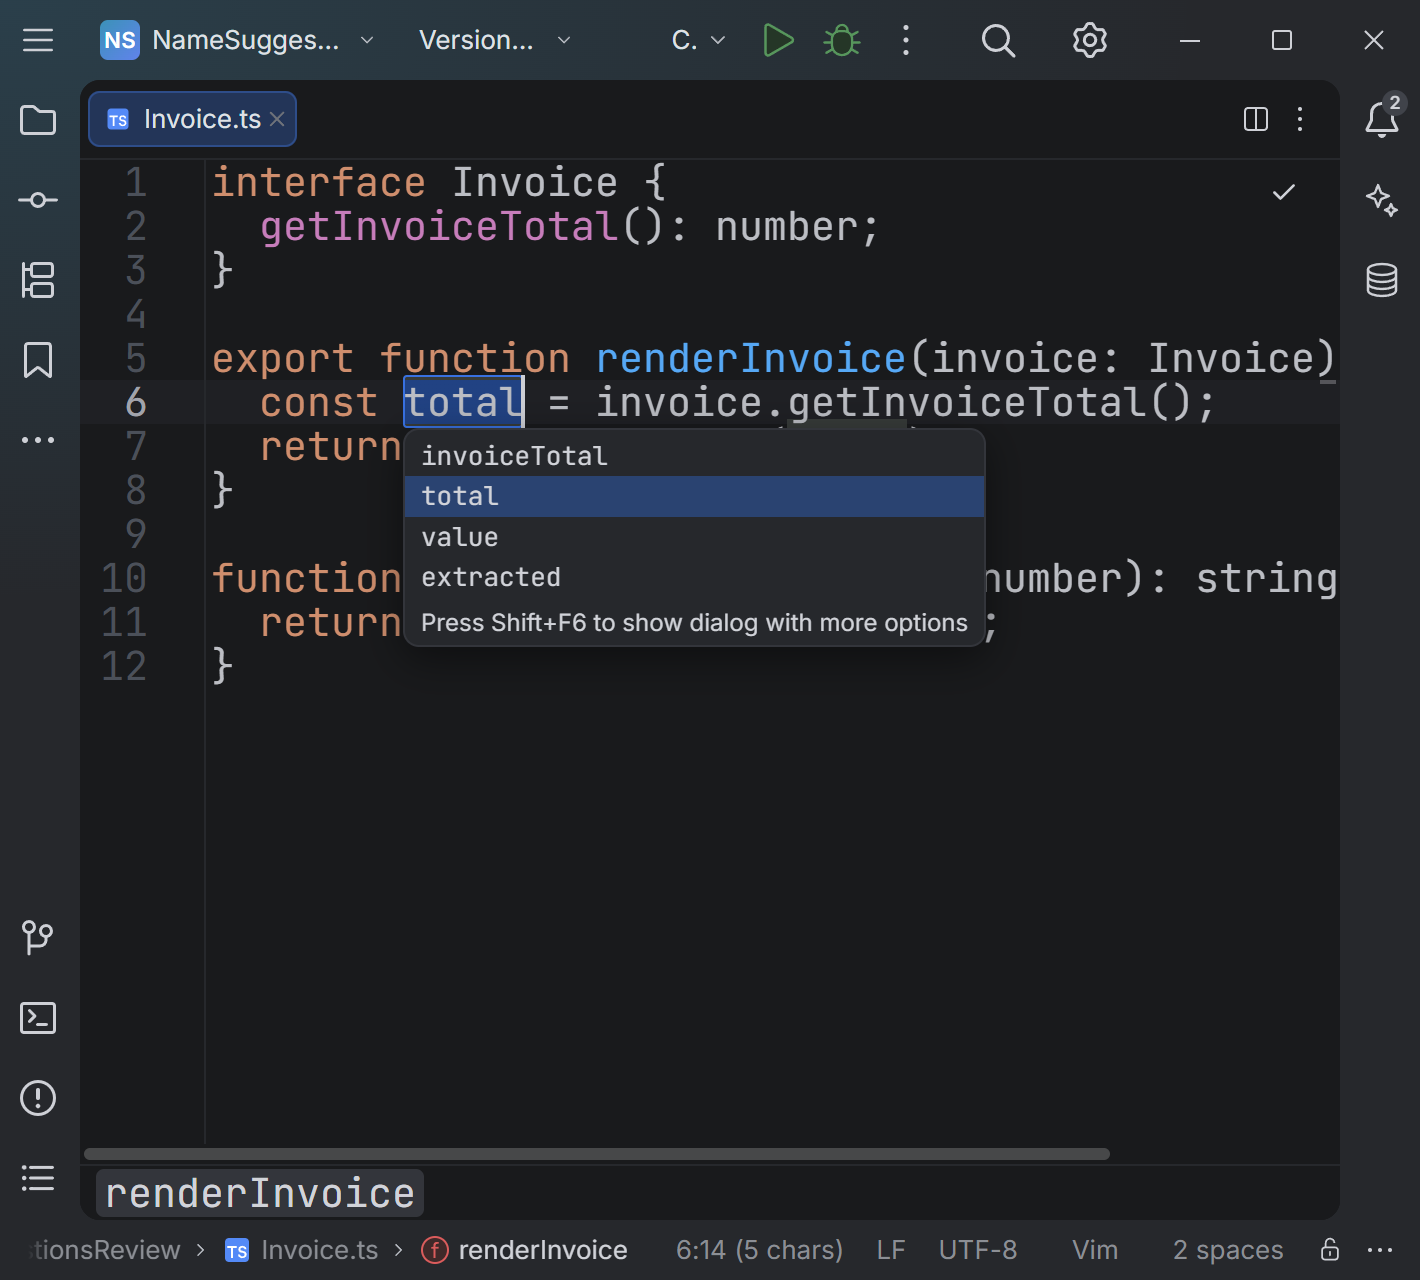 NS NameSugges... Version... C.
TS Invoice.ts
2
1 interface Invoice {
2 getInvoiceTotal(): number;
3 }
4
5 export function renderInvoice(invoice: Invoice)
6 const total = invoice.getInvoiceTotal();
7 return
8 }
9
10 function number): string
11 return ;
12 }
invoiceTotal
total
value
extracted
Press Shift+F6 to show dialog with more options
renderInvoice
tionsReview > TS Invoice.ts > f renderInvoice 6:14 (5 chars) LF UTF-8 Vim 2 spaces